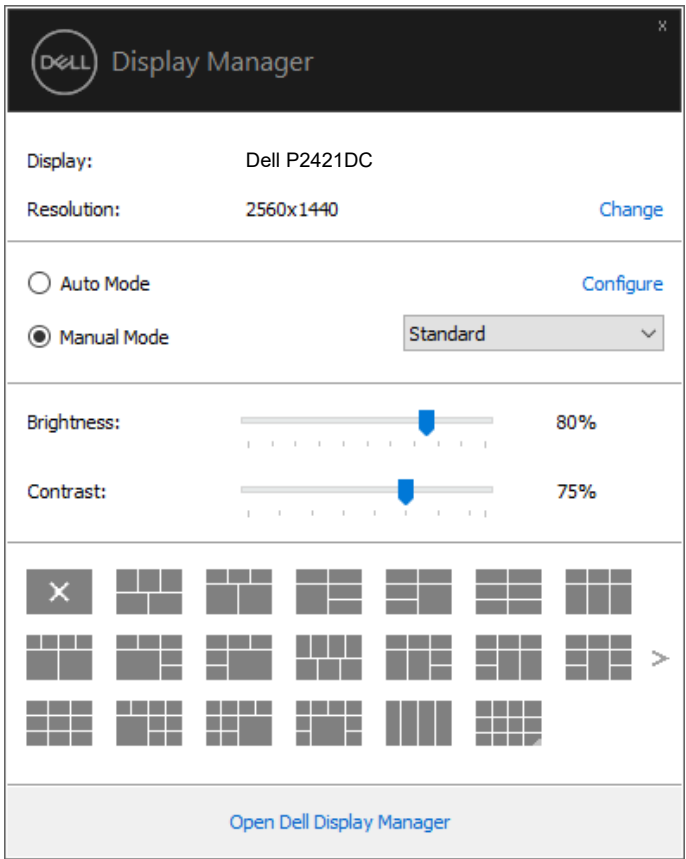 x
DELL Display Manager
Display: Dell P2421DC
Resolution: 2560x1440 Change
Auto Mode Configure
Manual Mode Standard
Brightness: 80%
Contrast: 75%
Open Dell Display Manager